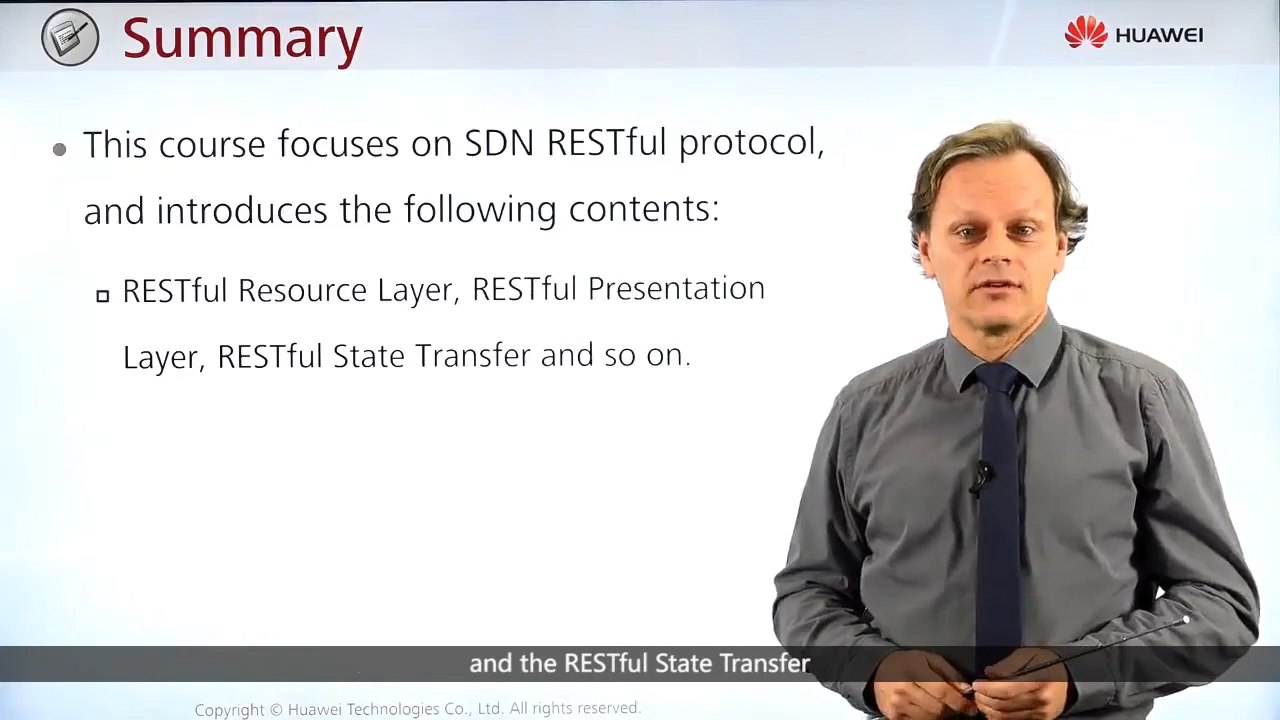 Summary
HUAWEI
This course focuses on SDN RESTful protocol,
and introduces the following contents:
RESTful Resource Layer, RESTful Presentation
Layer, RESTful State Transfer and so on.
and the RESTful State Transfer
Copyright © Huawei Technologies Co., Ltd. All rights reserved.